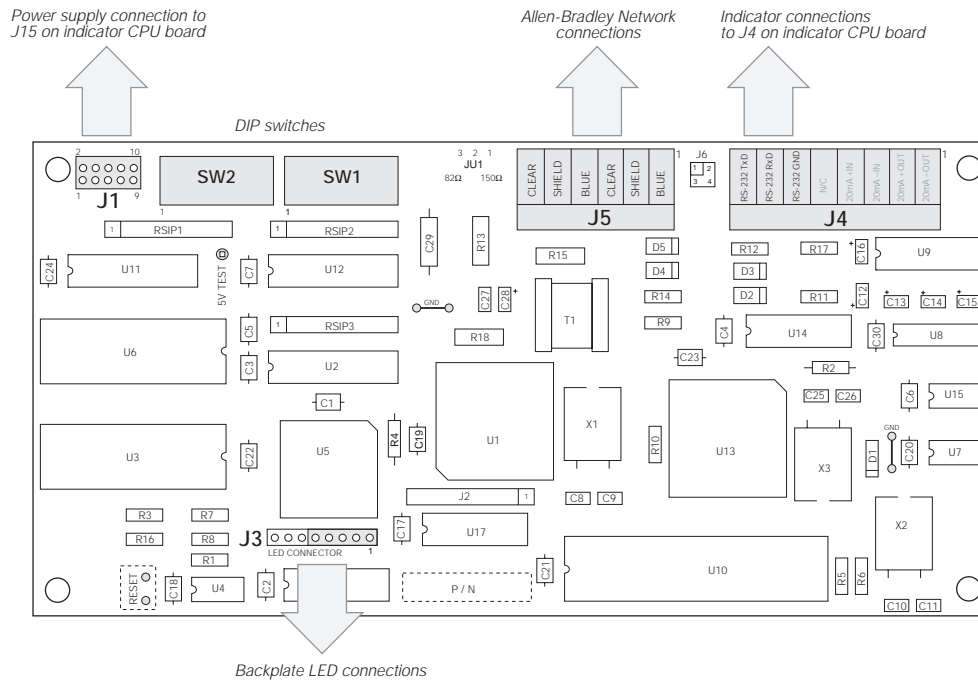 Power supply connection to
J15 on indicator CPU board
Allen-Bradley Network
connections
Indicator connections
to J4 on indicator CPU board
DIP switches
2 10
1 9
J1
SW2
1
SW1
1
3 2 1
JU1
82Ω 150Ω
CLEAR
SHIELD
BLUE
CLEAR
SHIELD
BLUE
1
J5
J6
1 2
3 4
RS-232 TxD
RS-232 RxD
RS-232 GND
N/C
20mA +IN
20mA –IN
20mA +OUT
20mA –OUT
1
J4
1 RSIP1
1 RSIP2
C29
R13
R15
D5
R12
R17
C16
U9
C24
U11
5V TEST
C7
U12
D4
D3
GND
C27
C28
T1
R14
D2
R11
C12
C13
C14
C15
U6
C5
1 RSIP3
R18
R9
C4
U14
C30
U8
C3
U2
C23
R2
C1
U1
X1
U13
C25
C26
C6
U15
U3
C22
U5
R4
C19
R10
X3
D1
GND
C20
U7
R3
R7
J2 1
C8
C9
X2
R16
R8
J3
LED CONNECTOR 1
C17
U17
R1
RESET
C18
U4
C2
P / N
C21
U10
R5
R6
C10
C11
Backplate LED connections